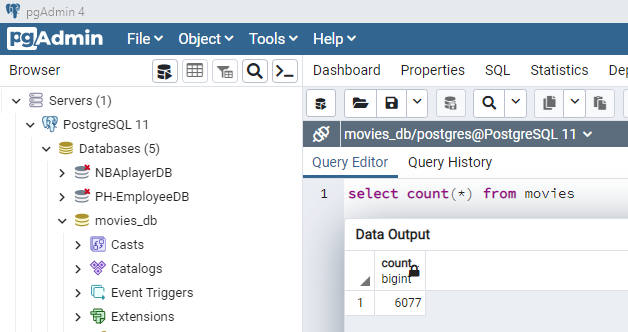 pgAdmin 4
pgAdmin File Object Tools Help
Browser
Dashboard Properties SQL Statistics Dep
Servers (1)
PostgreSQL 11
Databases (5)
NBAplayerDB
PH-EmployeeDB
movies_db
Casts
Catalogs
Event Triggers
Extensions
movies_db/postgres@PostgreSQL 11
Query Editor Query History
1 select count(*) from movies
Data Output
count
bigint
1 6077